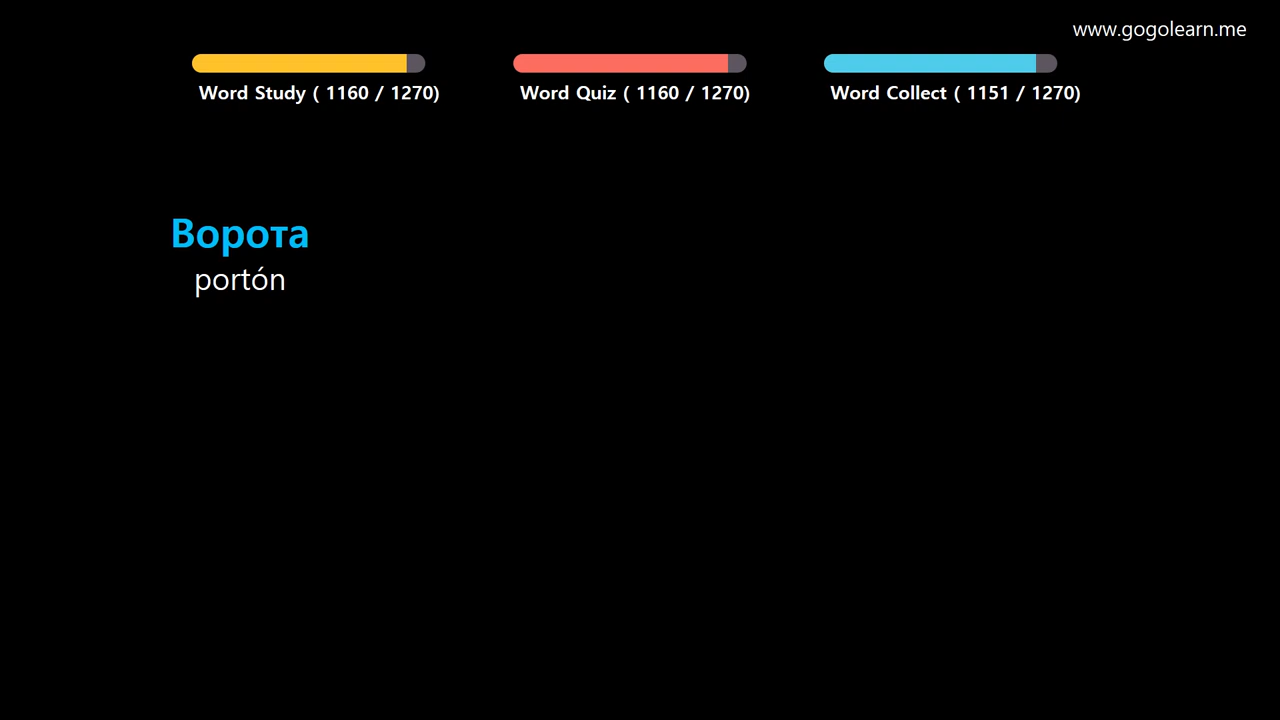 www.gogolearn.me
Word Study ( 1160 / 1270)
Word Quiz ( 1160 / 1270)
Word Collect ( 1151 / 1270)
Ворота
portón